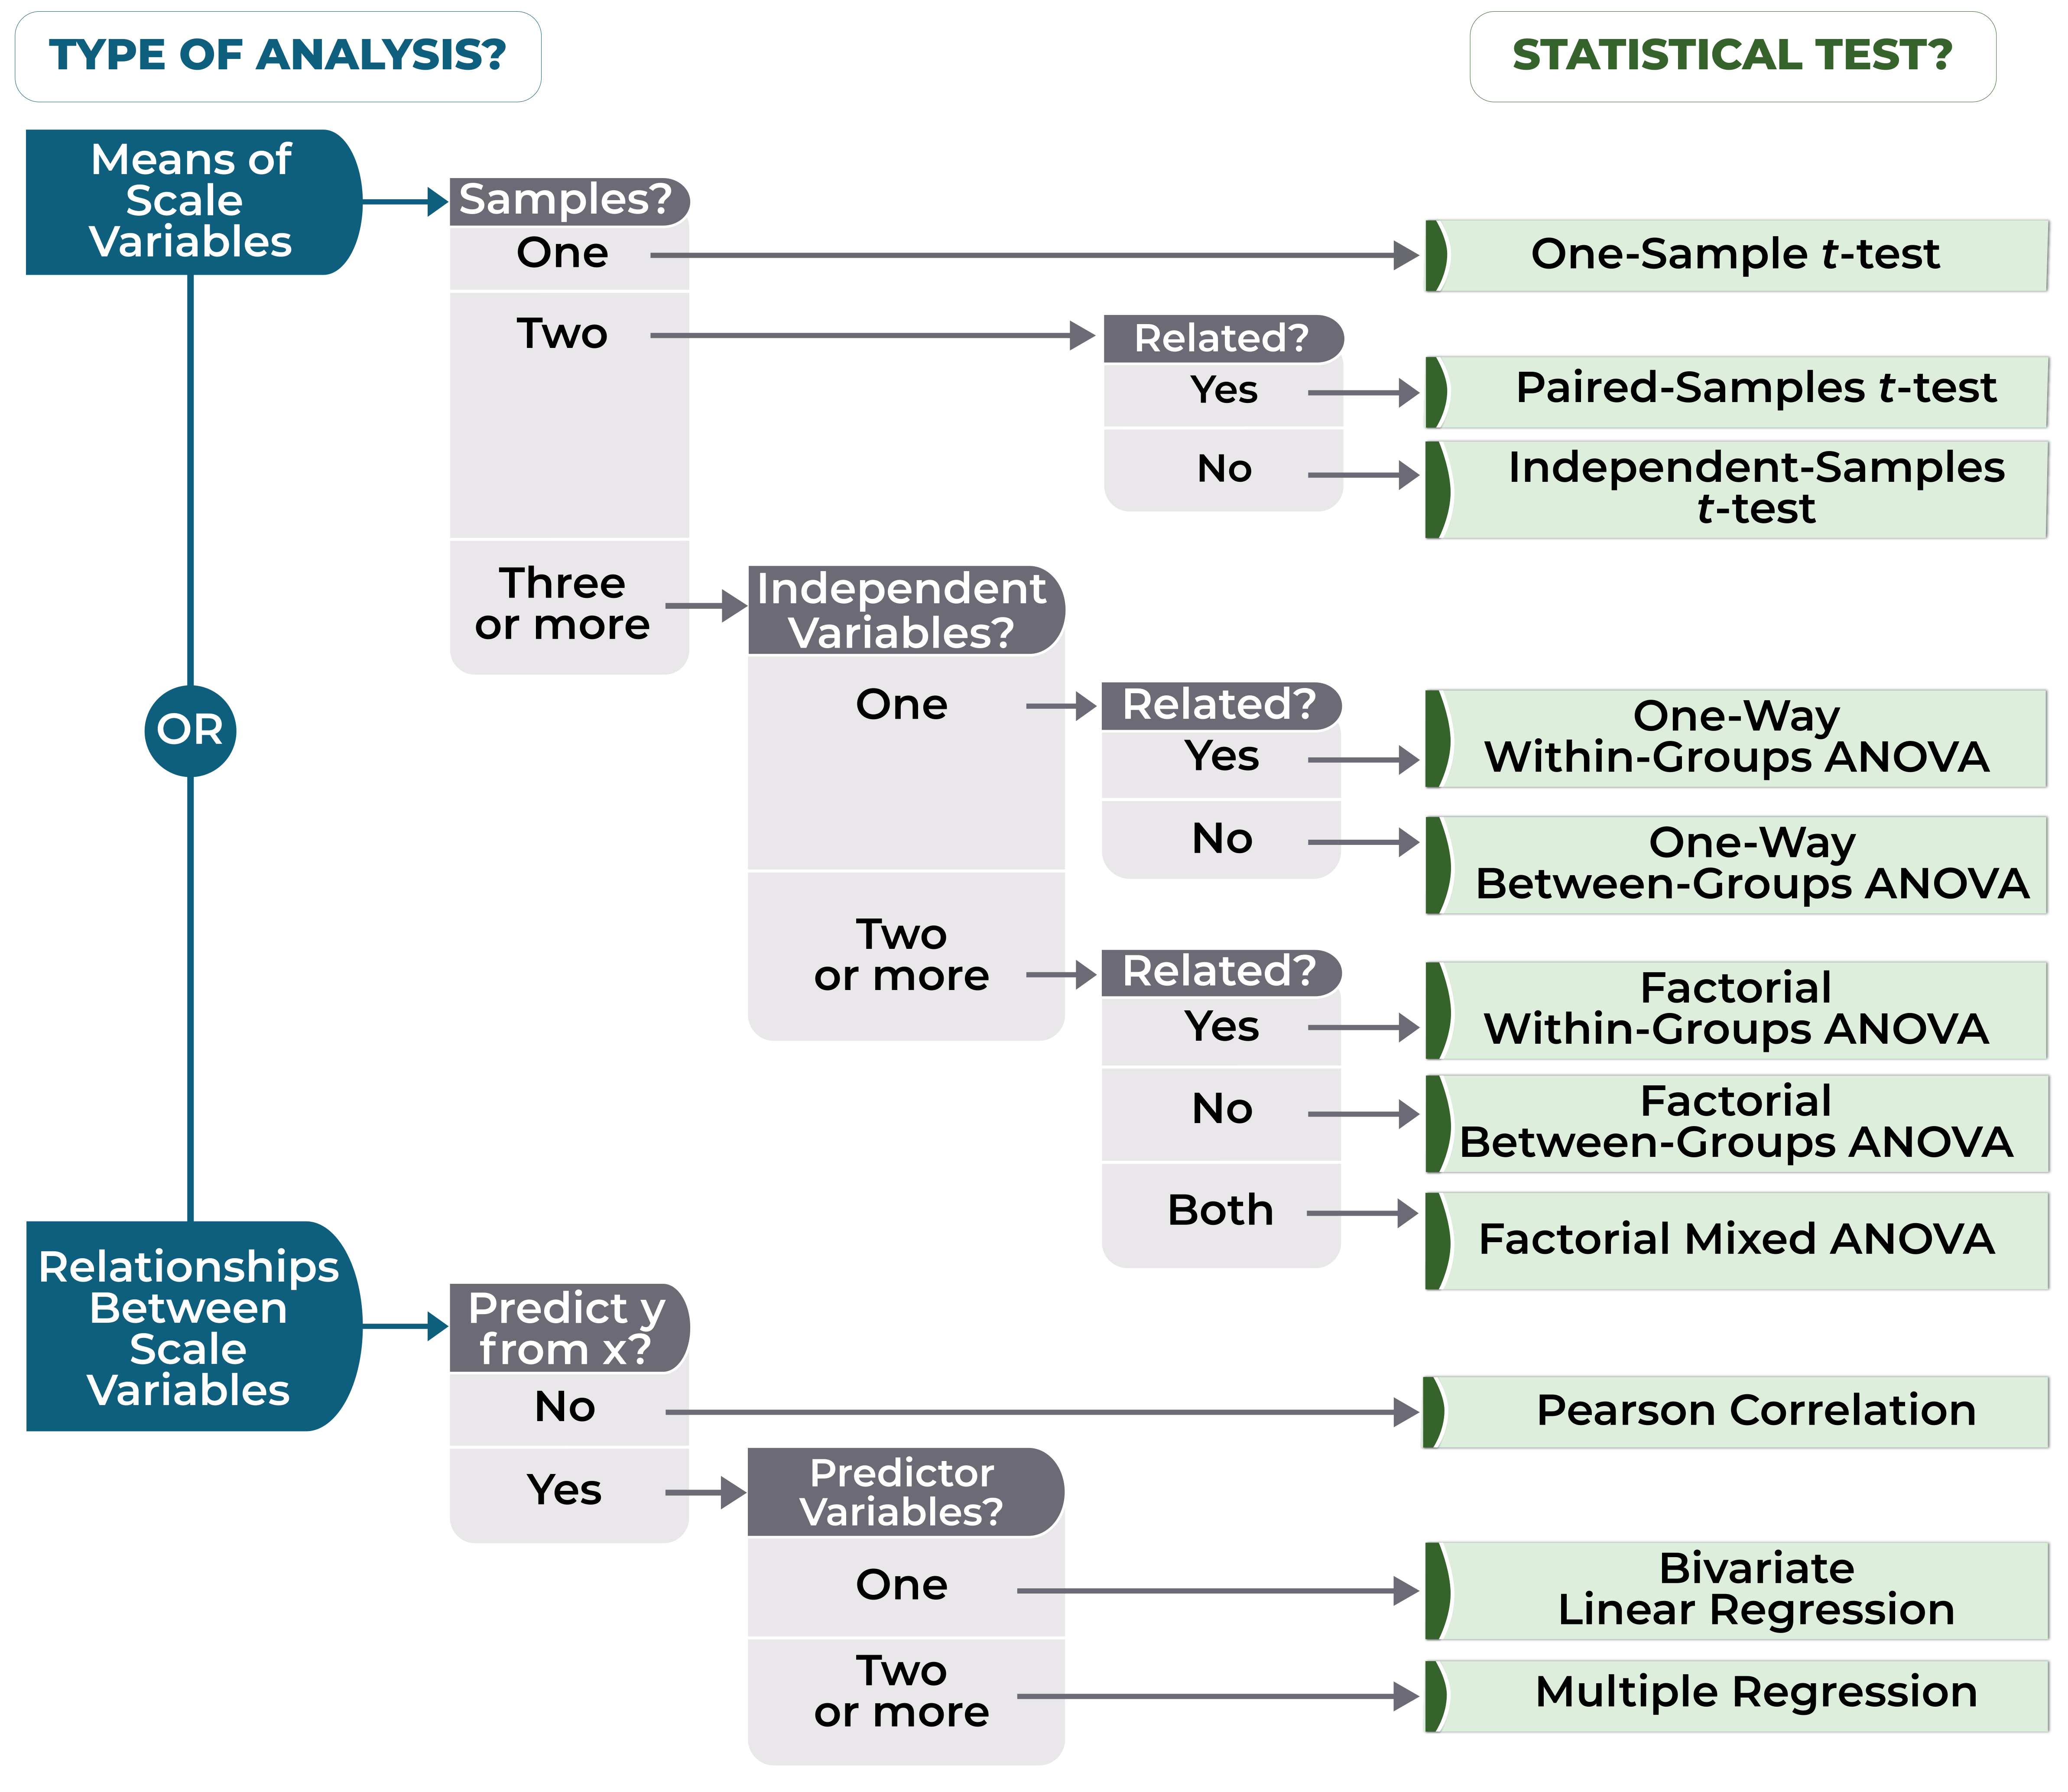 TYPE OF ANALYSIS?
STATISTICAL TEST?
Means of
Scale
Variables
Samples?
One
One-Sample t-test
Two
Related?
Yes
Paired-Samples t-test
No
Independent-Samples
t-test
Three
or more
Independent
Variables?
One
Related?
Yes
One-Way
Within-Groups ANOVA
No
One-Way
Between-Groups ANOVA
OR
Two
or more
Related?
Yes
Factorial
Within-Groups ANOVA
No
Factorial
Between-Groups ANOVA
Both
Factorial Mixed ANOVA
Relationships
Between
Scale
Variables
Predict y
from x?
No
Pearson Correlation
Yes
Predictor
Variables?
One
Bivariate
Linear Regression
Two
or more
Multiple Regression